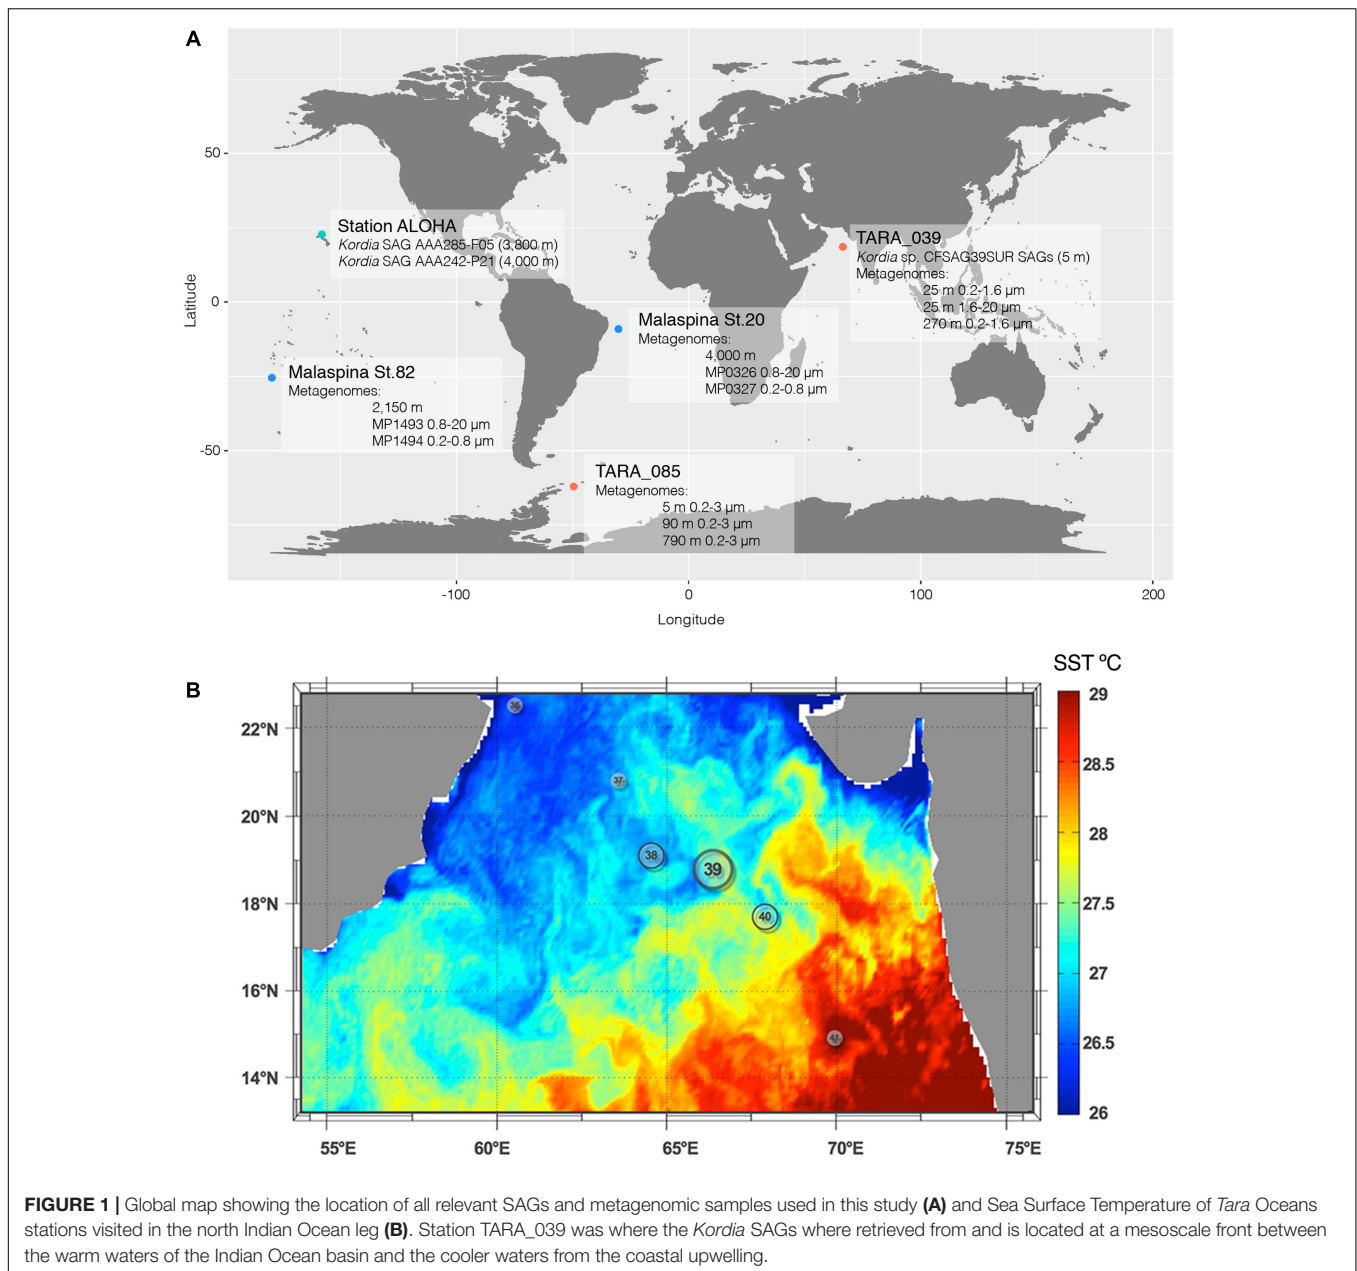 A
50
0
-50
Latitude
-100
0
100
200
Longitude
Station ALOHA
Kordia SAG AAA285-F05 (3,800 m)
Kordia SAG AAA242-P21 (4,000 m)
TARA_039
Kordia sp. CFSAG39SUR SAGs (5 m)
Metagenomes:
25 m 0.2-1.6 µm
25 m 1.6-20 µm
270 m 0.2-1.6 µm
Malaspina St.20
Metagenomes:
4,000 m
MP0326 0.8-20 µm
MP0327 0.2-0.8 µm
Malaspina St.82
Metagenomes:
2,150 m
MP1493 0.8-20 µm
MP1494 0.2-0.8 µm
TARA_085
Metagenomes:
5 m 0.2-3 µm
90 m 0.2-3 µm
790 m 0.2-3 µm
B
SST ºC
22°N
20°N
18°N
16°N
14°N
55°E
60°E
65°E
70°E
75°E
36
37
38
39
40
41
29
28.5
28
27.5
27
26.5
26
FIGURE 1 | Global map showing the location of all relevant SAGs and metagenomic samples used in this study (A) and Sea Surface Temperature of Tara Oceans
stations visited in the north Indian Ocean leg (B). Station TARA_039 was where the Kordia SAGs where retrieved from and is located at a mesoscale front between
the warm waters of the Indian Ocean basin and the cooler waters from the coastal upwelling.